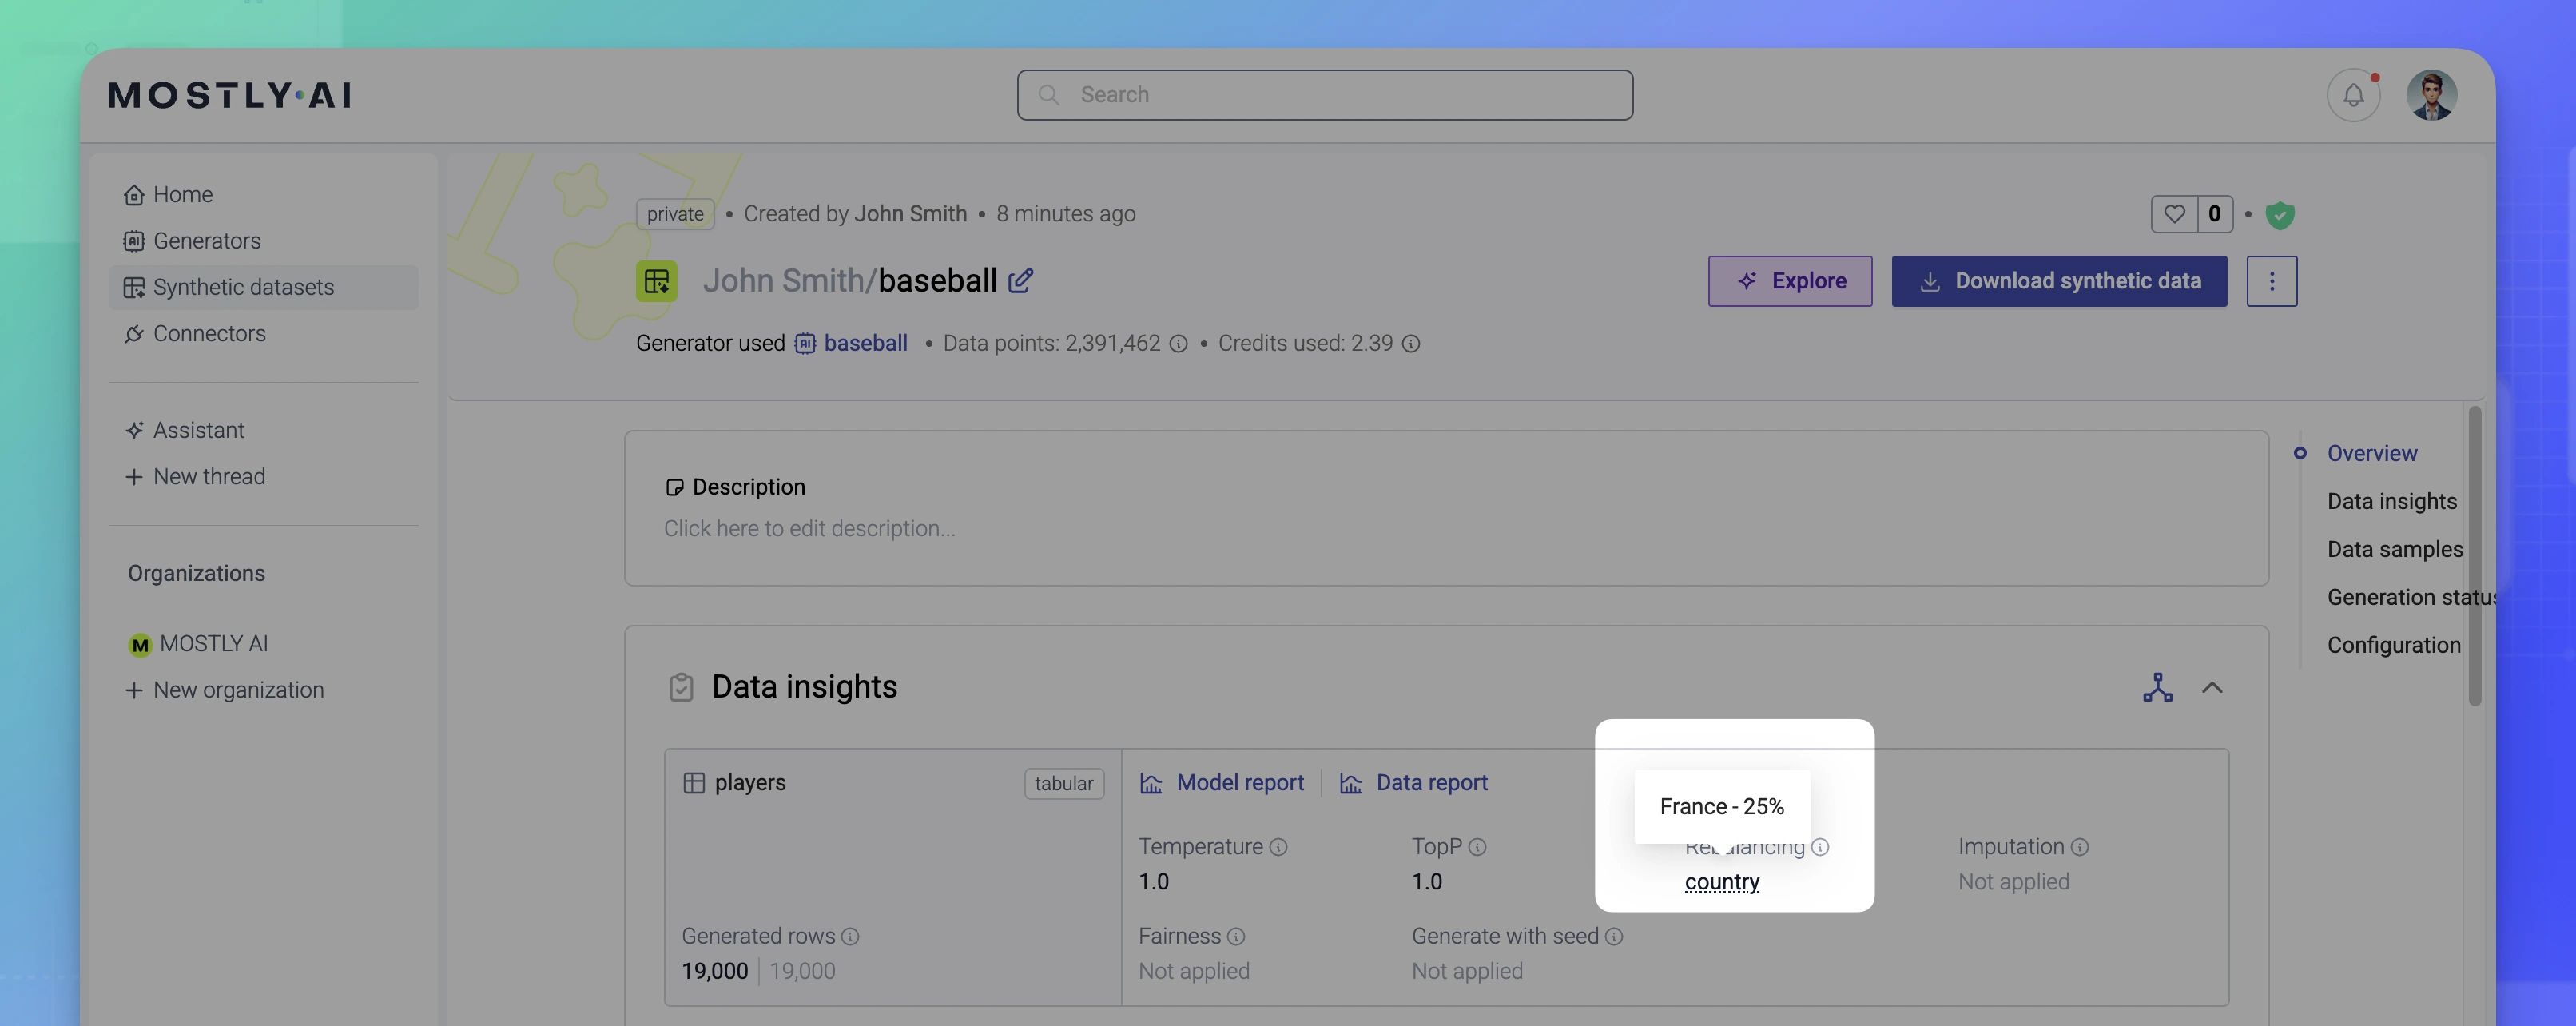 MOSTLY·AI
Search
Home
Generators
Synthetic datasets
Connectors
Assistant
New thread
Organizations
M MOSTLY AI
New organization
private • Created by John Smith • 8 minutes ago
0
John Smith/baseball
Explore
Download synthetic data
Generator used AI baseball • Data points: 2,391,462 • Credits used: 2.39
Description
Click here to edit description...
Overview
Data insights
Data samples
Generation status
Configuration
Data insights
players
tabular
Generated rows
19,000 | 19,000
Model report
Data report
France - 25%
Temperature
1.0
TopP
1.0
Rebalancing
country
Imputation
Not applied
Fairness
Not applied
Generate with seed
Not applied